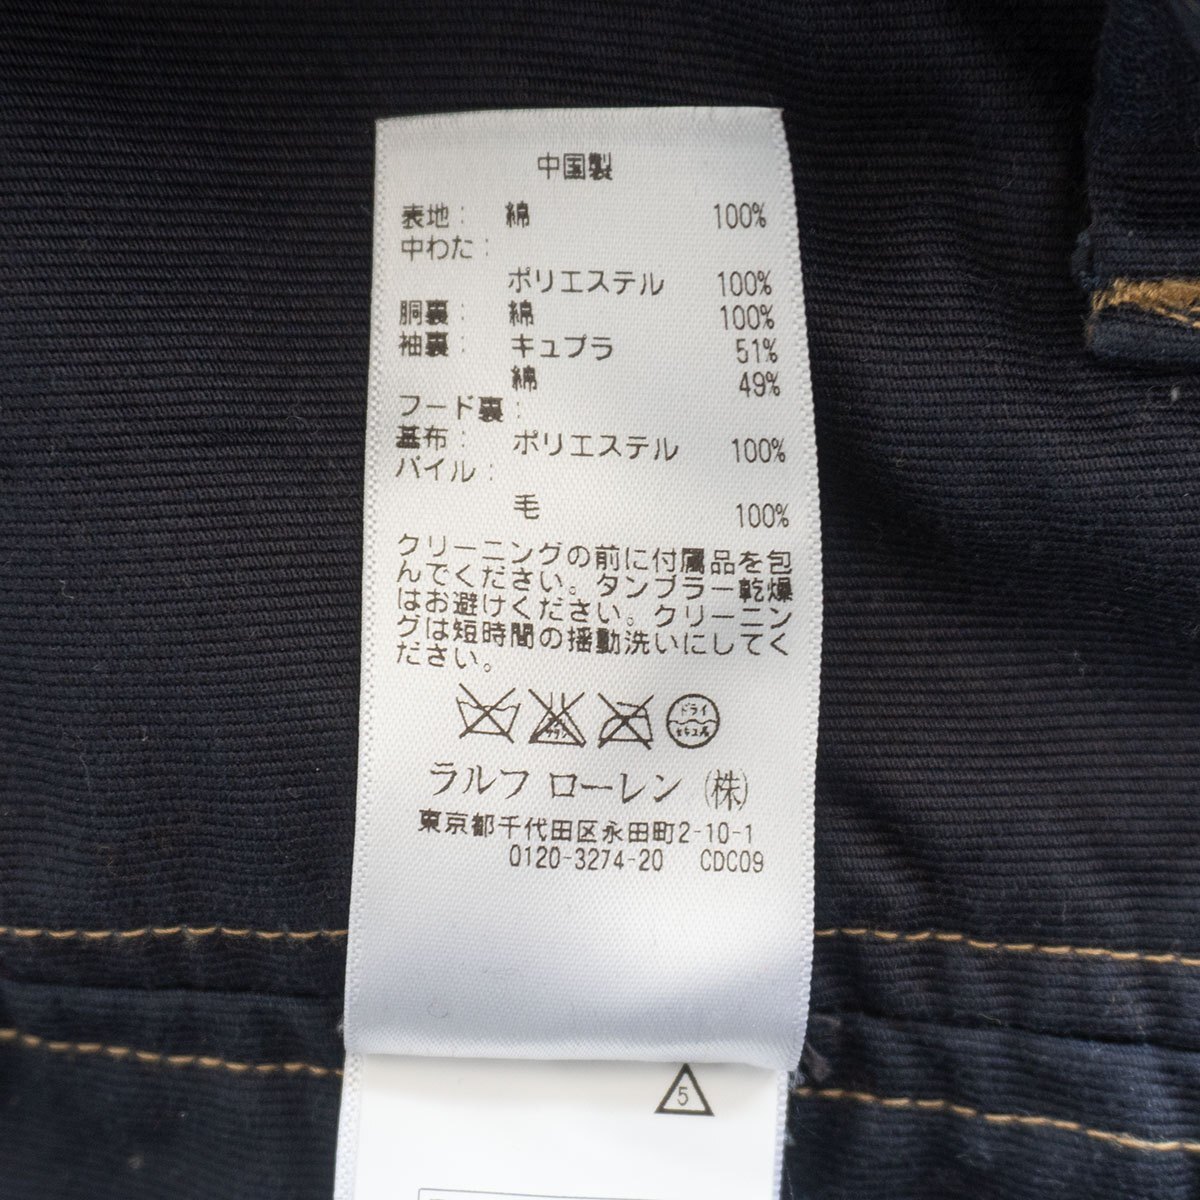 中国製
表地： 綿 100%
中わた：
ポリエステル 100%
胴裏： 綿 100%
袖裏： キュプラ 51%
綿 49%
フード裏：
基布： ポリエステル 100%
パイル：
毛 100%
クリーニングの前に付属品を包
んでください。タンブラー乾燥
はお避けください。クリーニン
グは短時間の揺動洗いにしてく
ださい。
ドライ
セキユ系
ラルフ ローレン（株）
東京都千代田区永田町2-10-1
0120-3274-20 CDC09
5